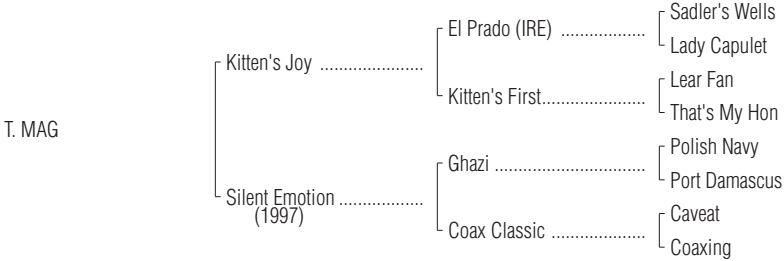 Sadler's Wells
El Prado (IRE) ..................
Lady Capulet
Kitten's Joy ......................
Lear Fan
Kitten's First......................
That's My Hon
T. MAG
Polish Navy
Ghazi ................................
Port Damascus
Silent Emotion ..................
(1997)
Caveat
Coax Classic ....................
Coaxing